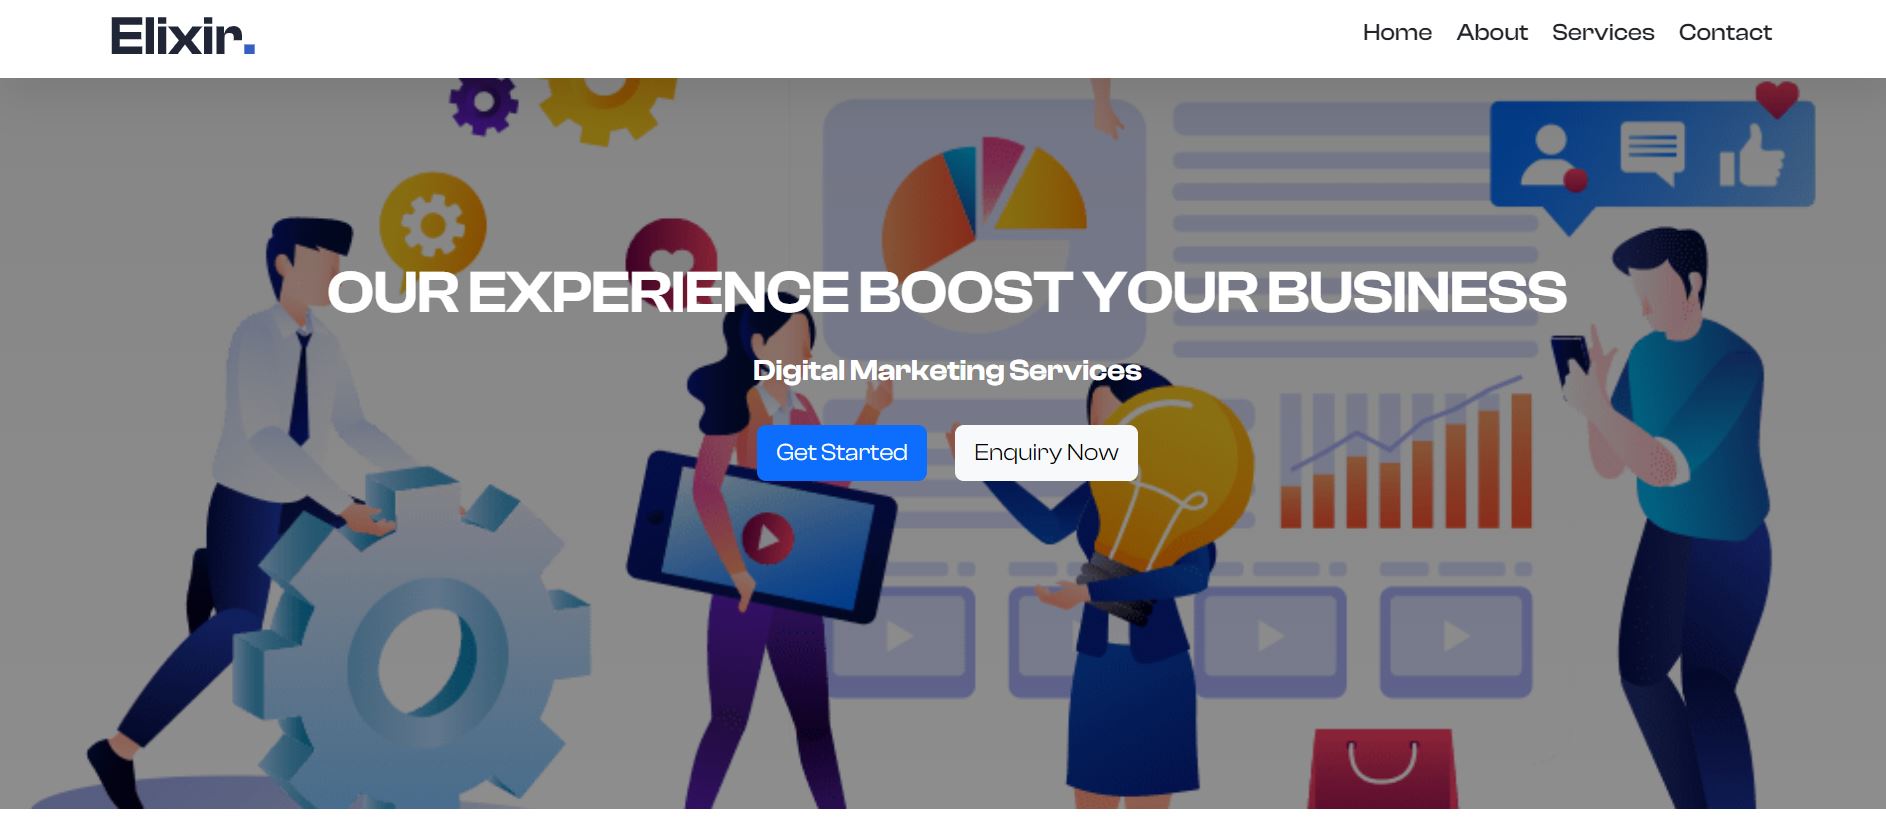 Elixir.
Home About Services Contact
OUR EXPERIENCE BOOST YOUR BUSINESS
Digital Marketing Services
Get Started
Enquiry Now